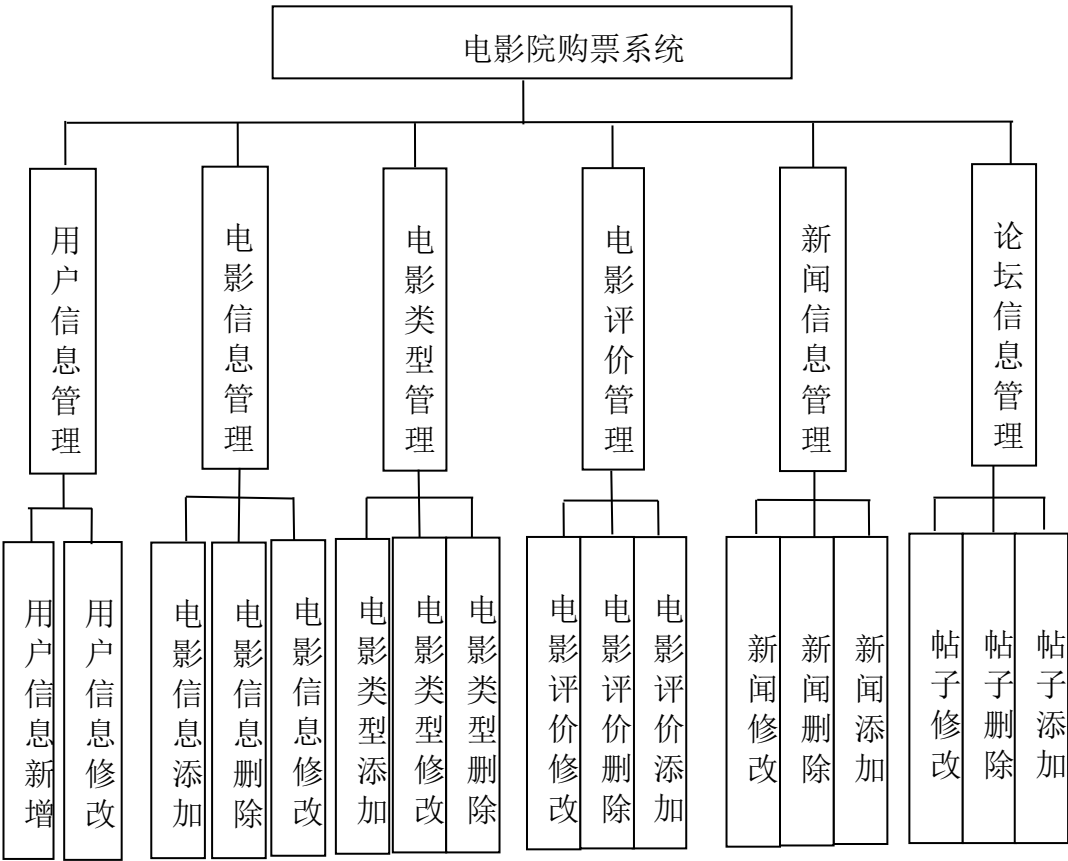 电影院购票系统
用户信息管理
电影信息管理
电影类型管理
电影评价管理
新闻信息管理
论坛信息管理
用户信息新增
用户信息修改
电影信息添加
电影信息删除
电影信息修改
电影类型添加
电影类型修改
电影类型删除
电影评价修改
电影评价删除
电影评价添加
新闻修改
新闻删除
新闻添加
帖子修改
帖子删除
帖子添加